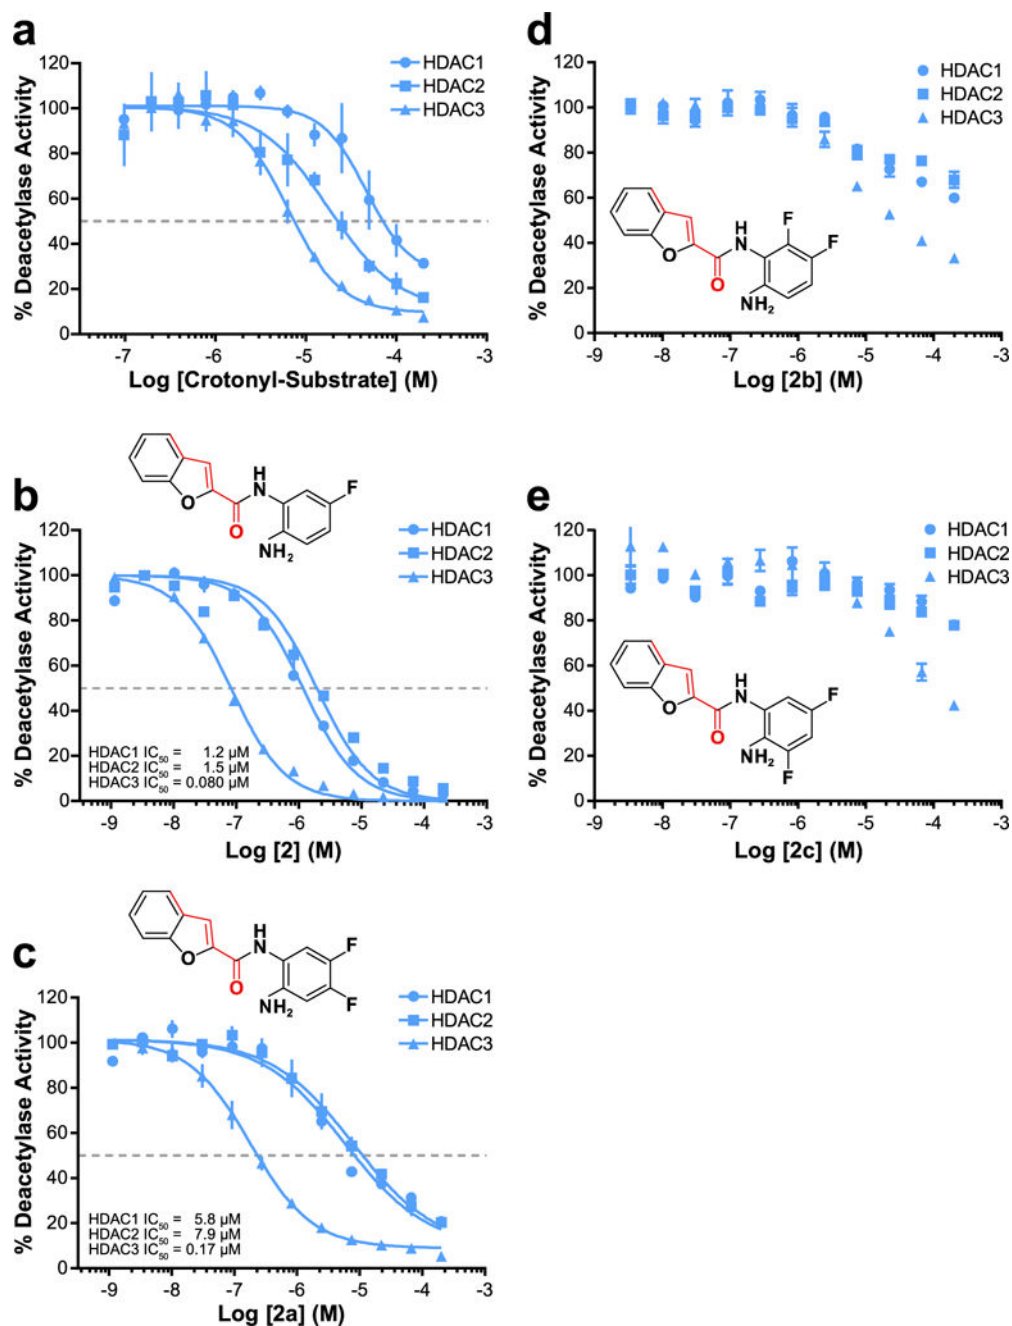 a
% Deacetylase Activity
120
100
80
60
40
20
0
HDAC1
HDAC2
HDAC3
-7
-6
-5
-4
-3
Log [Crotonyl-Substrate] (M)
b
O
O
H
N
NH₂
F
% Deacetylase Activity
120
100
80
60
40
20
0
HDAC1
HDAC2
HDAC3
HDAC1 IC₅₀ = 1.2 µM
HDAC2 IC₅₀ = 1.5 µM
HDAC3 IC₅₀ = 0.080 µM
-9
-8
-7
-6
-5
-4
-3
Log [2] (M)
c
O
O
H
N
NH₂
F
F
% Deacetylase Activity
120
100
80
60
40
20
0
HDAC1
HDAC2
HDAC3
HDAC1 IC₅₀ = 5.8 µM
HDAC2 IC₅₀ = 7.9 µM
HDAC3 IC₅₀ = 0.17 µM
-9
-8
-7
-6
-5
-4
-3
Log [2a] (M)
d
% Deacetylase Activity
120
100
80
60
40
20
0
HDAC1
HDAC2
HDAC3
O
O
H
N
NH₂
F
F
-9
-8
-7
-6
-5
-4
-3
Log [2b] (M)
e
% Deacetylase Activity
120
100
80
60
40
20
0
HDAC1
HDAC2
HDAC3
O
O
H
N
NH₂
F
F
-9
-8
-7
-6
-5
-4
-3
Log [2c] (M)